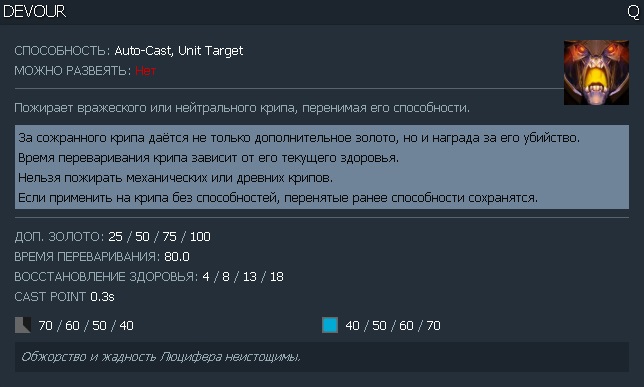 DEVOUR Q
СПОСОБНОСТЬ: Auto-Cast, Unit Target
МОЖНО РАЗВЕЯТЬ: Нет
Пожирает вражеского или нейтрального крипа, перенимая его способности.
За сожранного крипа даётся не только дополнительное золото, но и награда за его убийство.
Время переваривания крипа зависит от его текущего здоровья.
Нельзя пожирать механических или древних крипов.
Если применить на крипа без способностей, перенятые ранее способности сохранятся.
ДОП. ЗОЛОТО: 25 / 50 / 75 / 100
ВРЕМЯ ПЕРЕВАРИВАНИЯ: 80.0
ВОССТАНОВЛЕНИЕ ЗДОРОВЬЯ: 4 / 8 / 13 / 18
CAST POINT 0.3s
70 / 60 / 50 / 40 40 / 50 / 60 / 70
Обжорство и жадность Люцифера неистощимы.